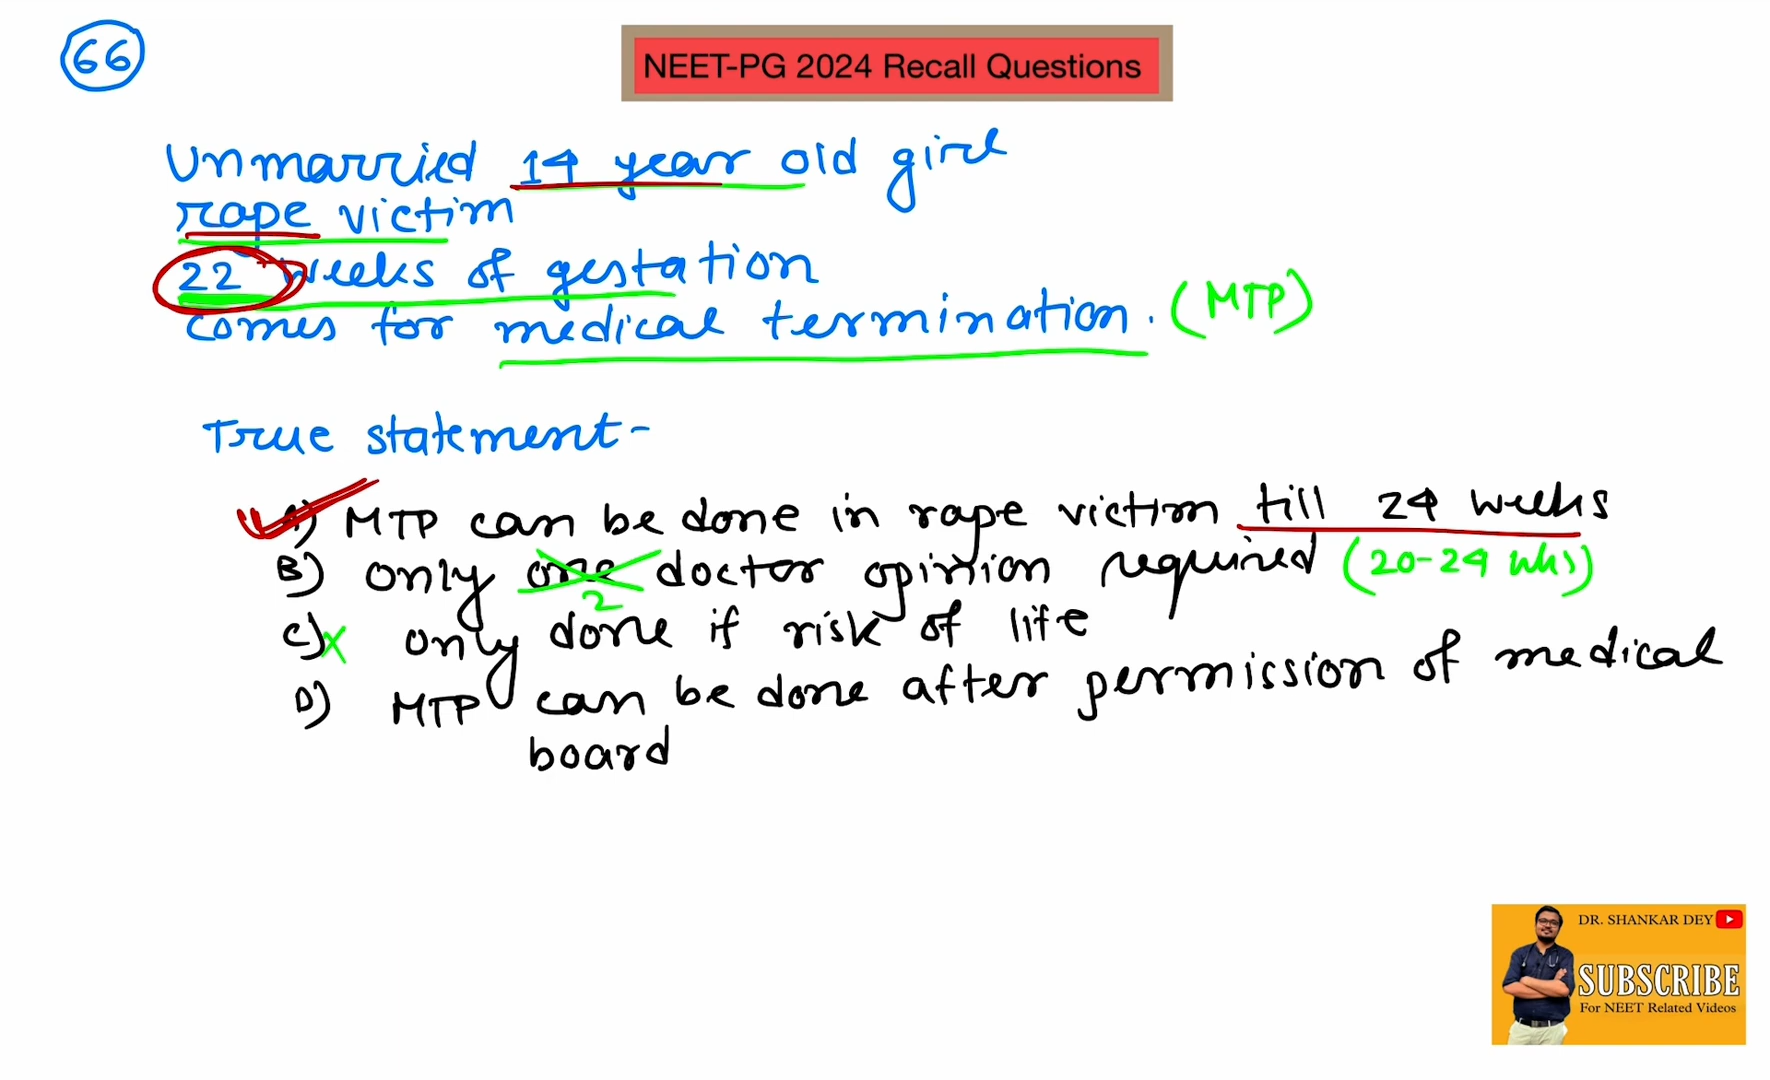 66
NEET-PG 2024 Recall Questions
Unmarried 14 year old girl
rape victim
22 weeks of gestation
comes for medical termination. (MTP)
True statement-
A) MTP can be done in rape victim till 24 weeks
B) only one doctor opinion required (20-24 wks)
2
C) x only done if risk of life
D) MTP can be done after permission of medical
board
DR. SHANKAR DEY
SUBSCRIBE
For NEET Related Videos